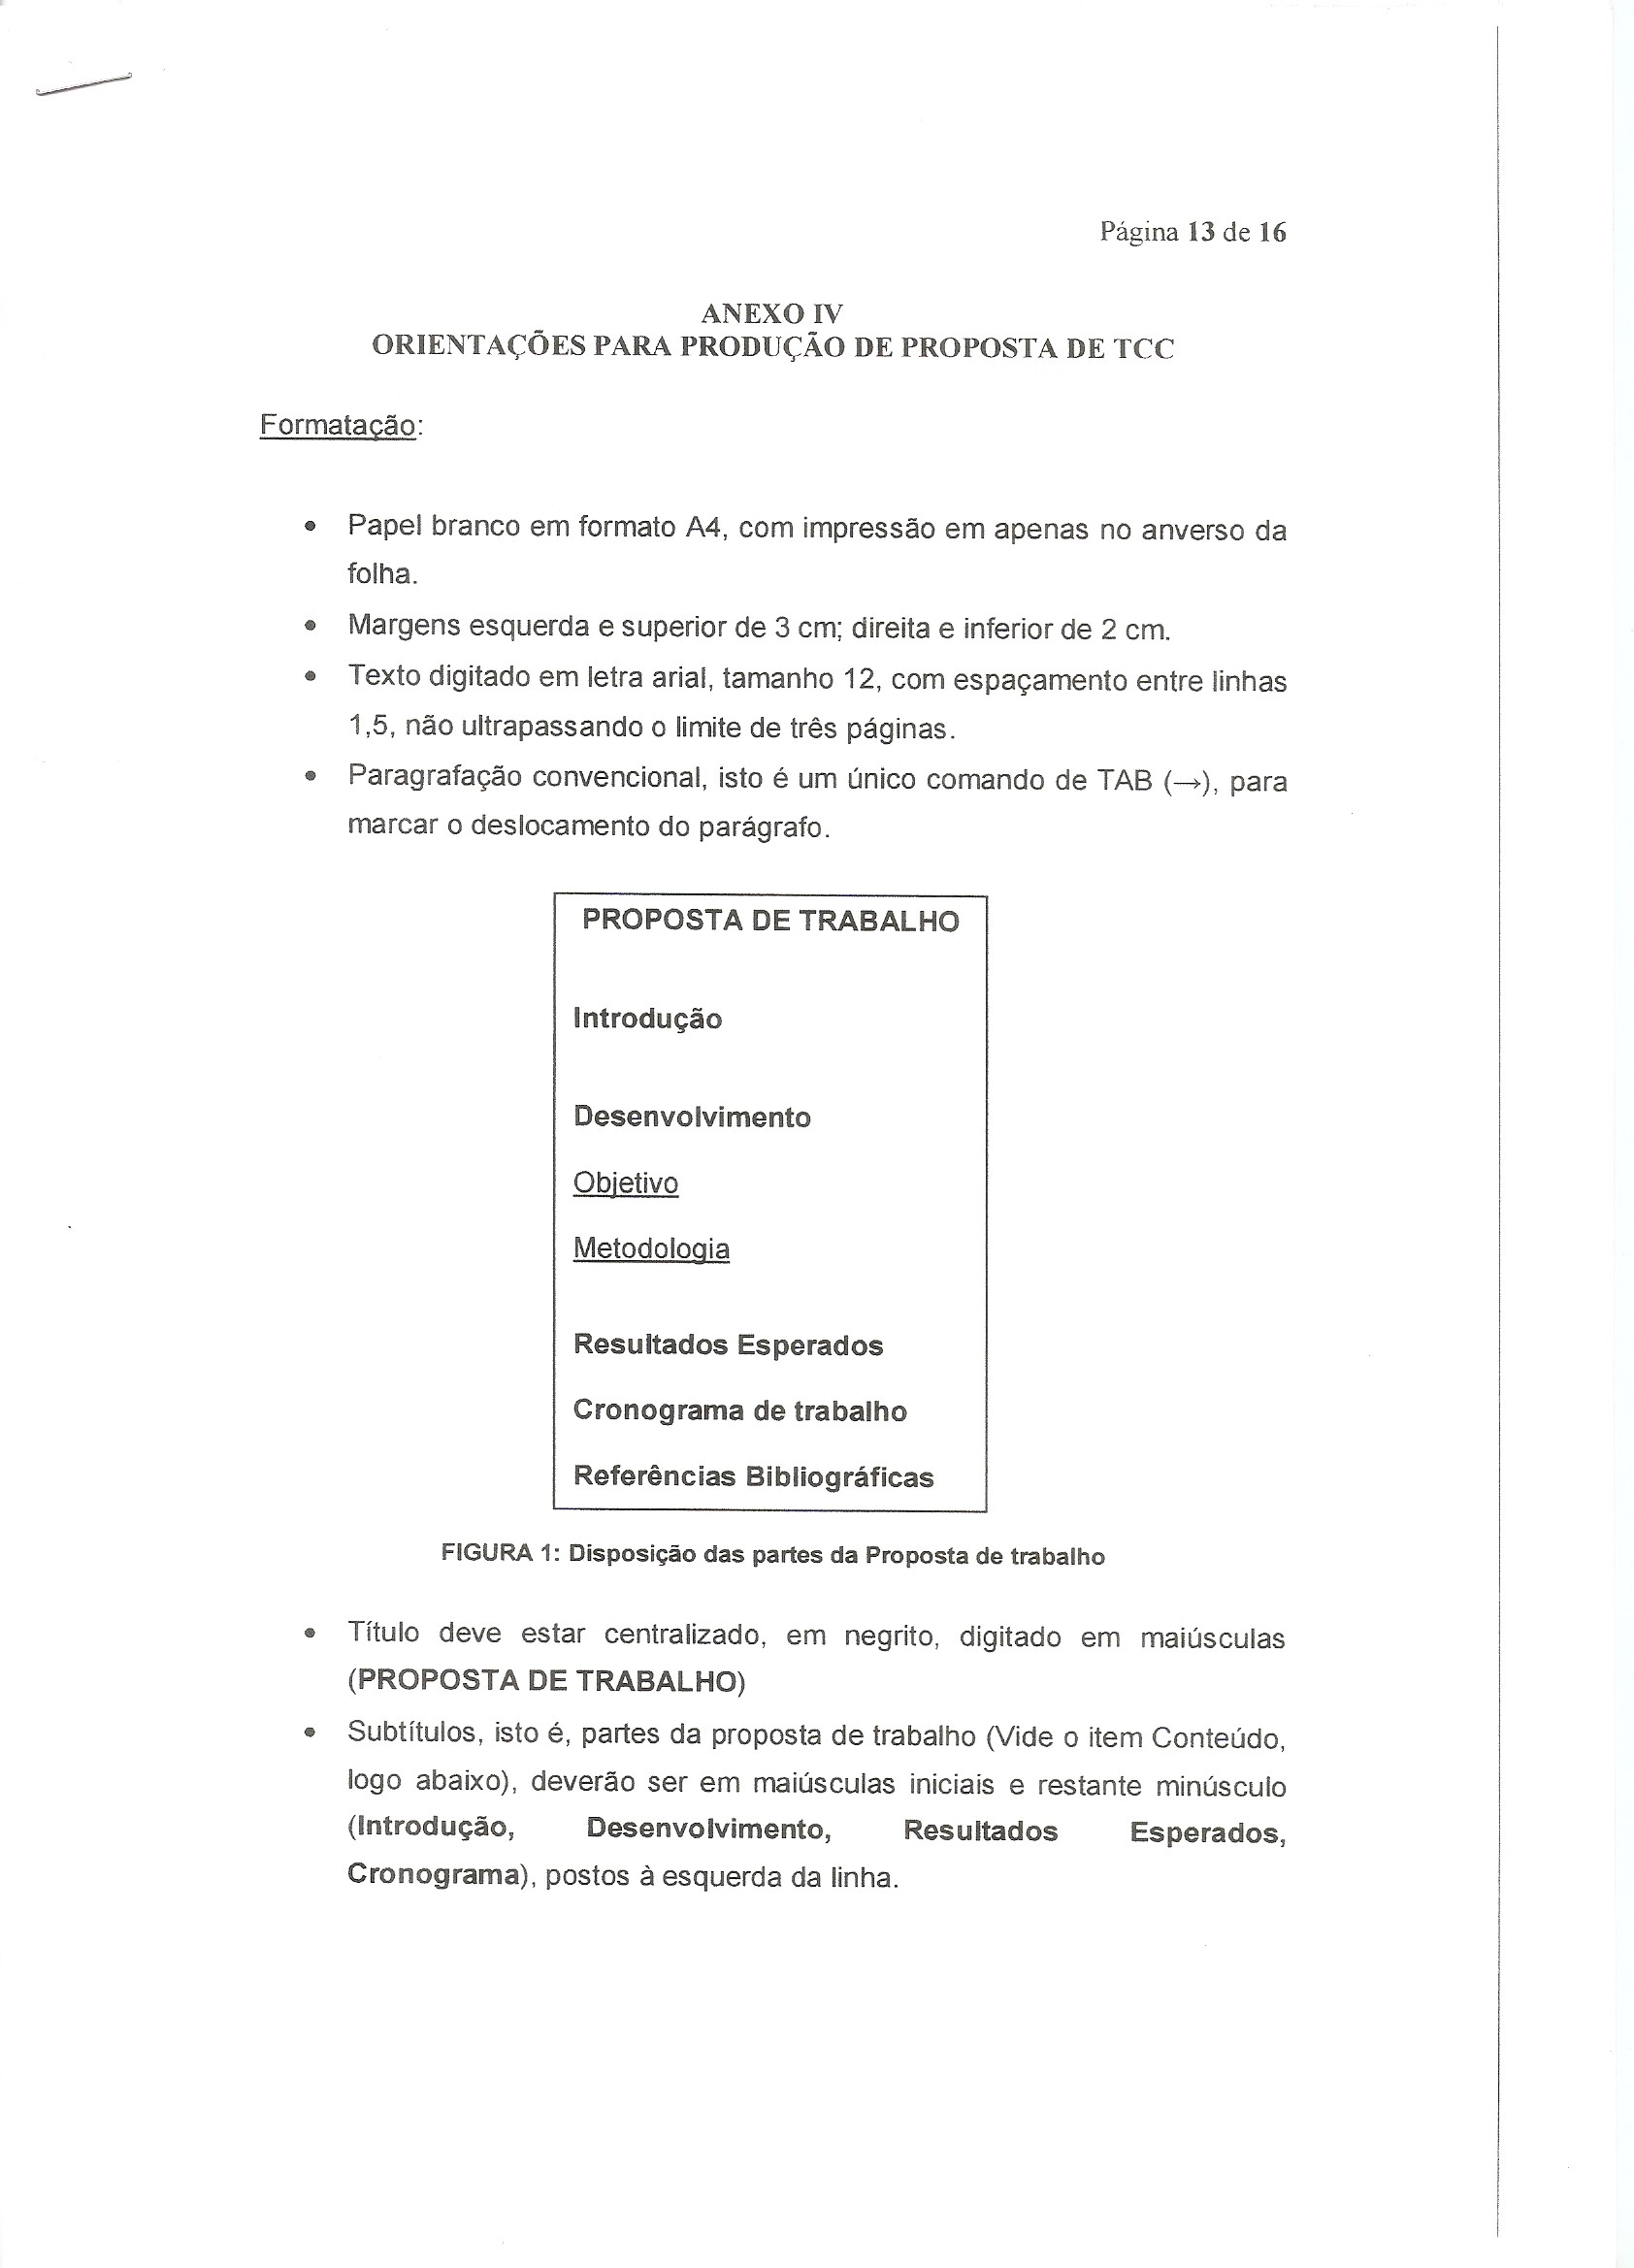 Página 13 de 16
ANEXO IV
ORIENTAÇÕES PARA PRODUÇÃO DE PROPOSTA DE TCC
Formatação:
• Papel branco em formato A4, com impressão em apenas no anverso da
folha.
• Margens esquerda e superior de 3 cm; direita e inferior de 2 cm.
• Texto digitado em letra arial, tamanho 12, com espaçamento entre linhas
1,5, não ultrapassando o limite de três páginas.
• Paragrafação convencional, isto é um único comando de TAB (→), para
marcar o deslocamento do parágrafo.
PROPOSTA DE TRABALHO
Introdução
Desenvolvimento
Objetivo
Metodologia
Resultados Esperados
Cronograma de trabalho
Referências Bibliográficas
FIGURA 1: Disposição das partes da Proposta de trabalho
• Título deve estar centralizado, em negrito, digitado em maiúsculas
(PROPOSTA DE TRABALHO)
• Subtítulos, isto é, partes da proposta de trabalho (Vide o item Conteúdo,
logo abaixo), deverão ser em maiúsculas iniciais e restante minúsculo
(Introdução, Desenvolvimento, Resultados Esperados,
Cronograma), postos à esquerda da linha.